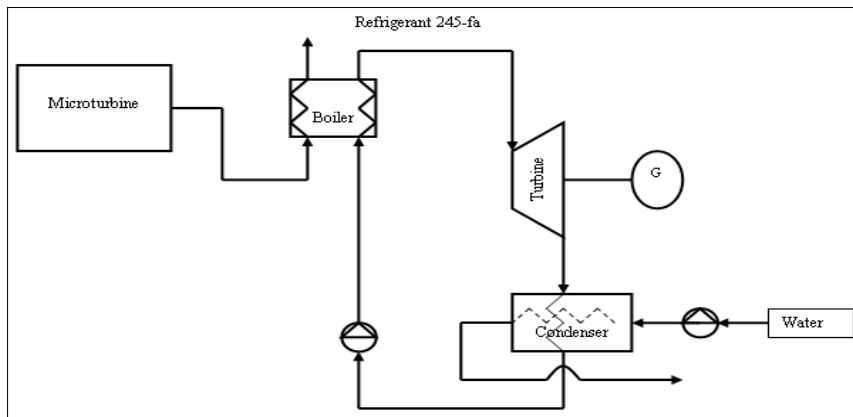 Refrigerant 245-fa
Microturbine
Boiler
Turbine
G
Condenser
Water